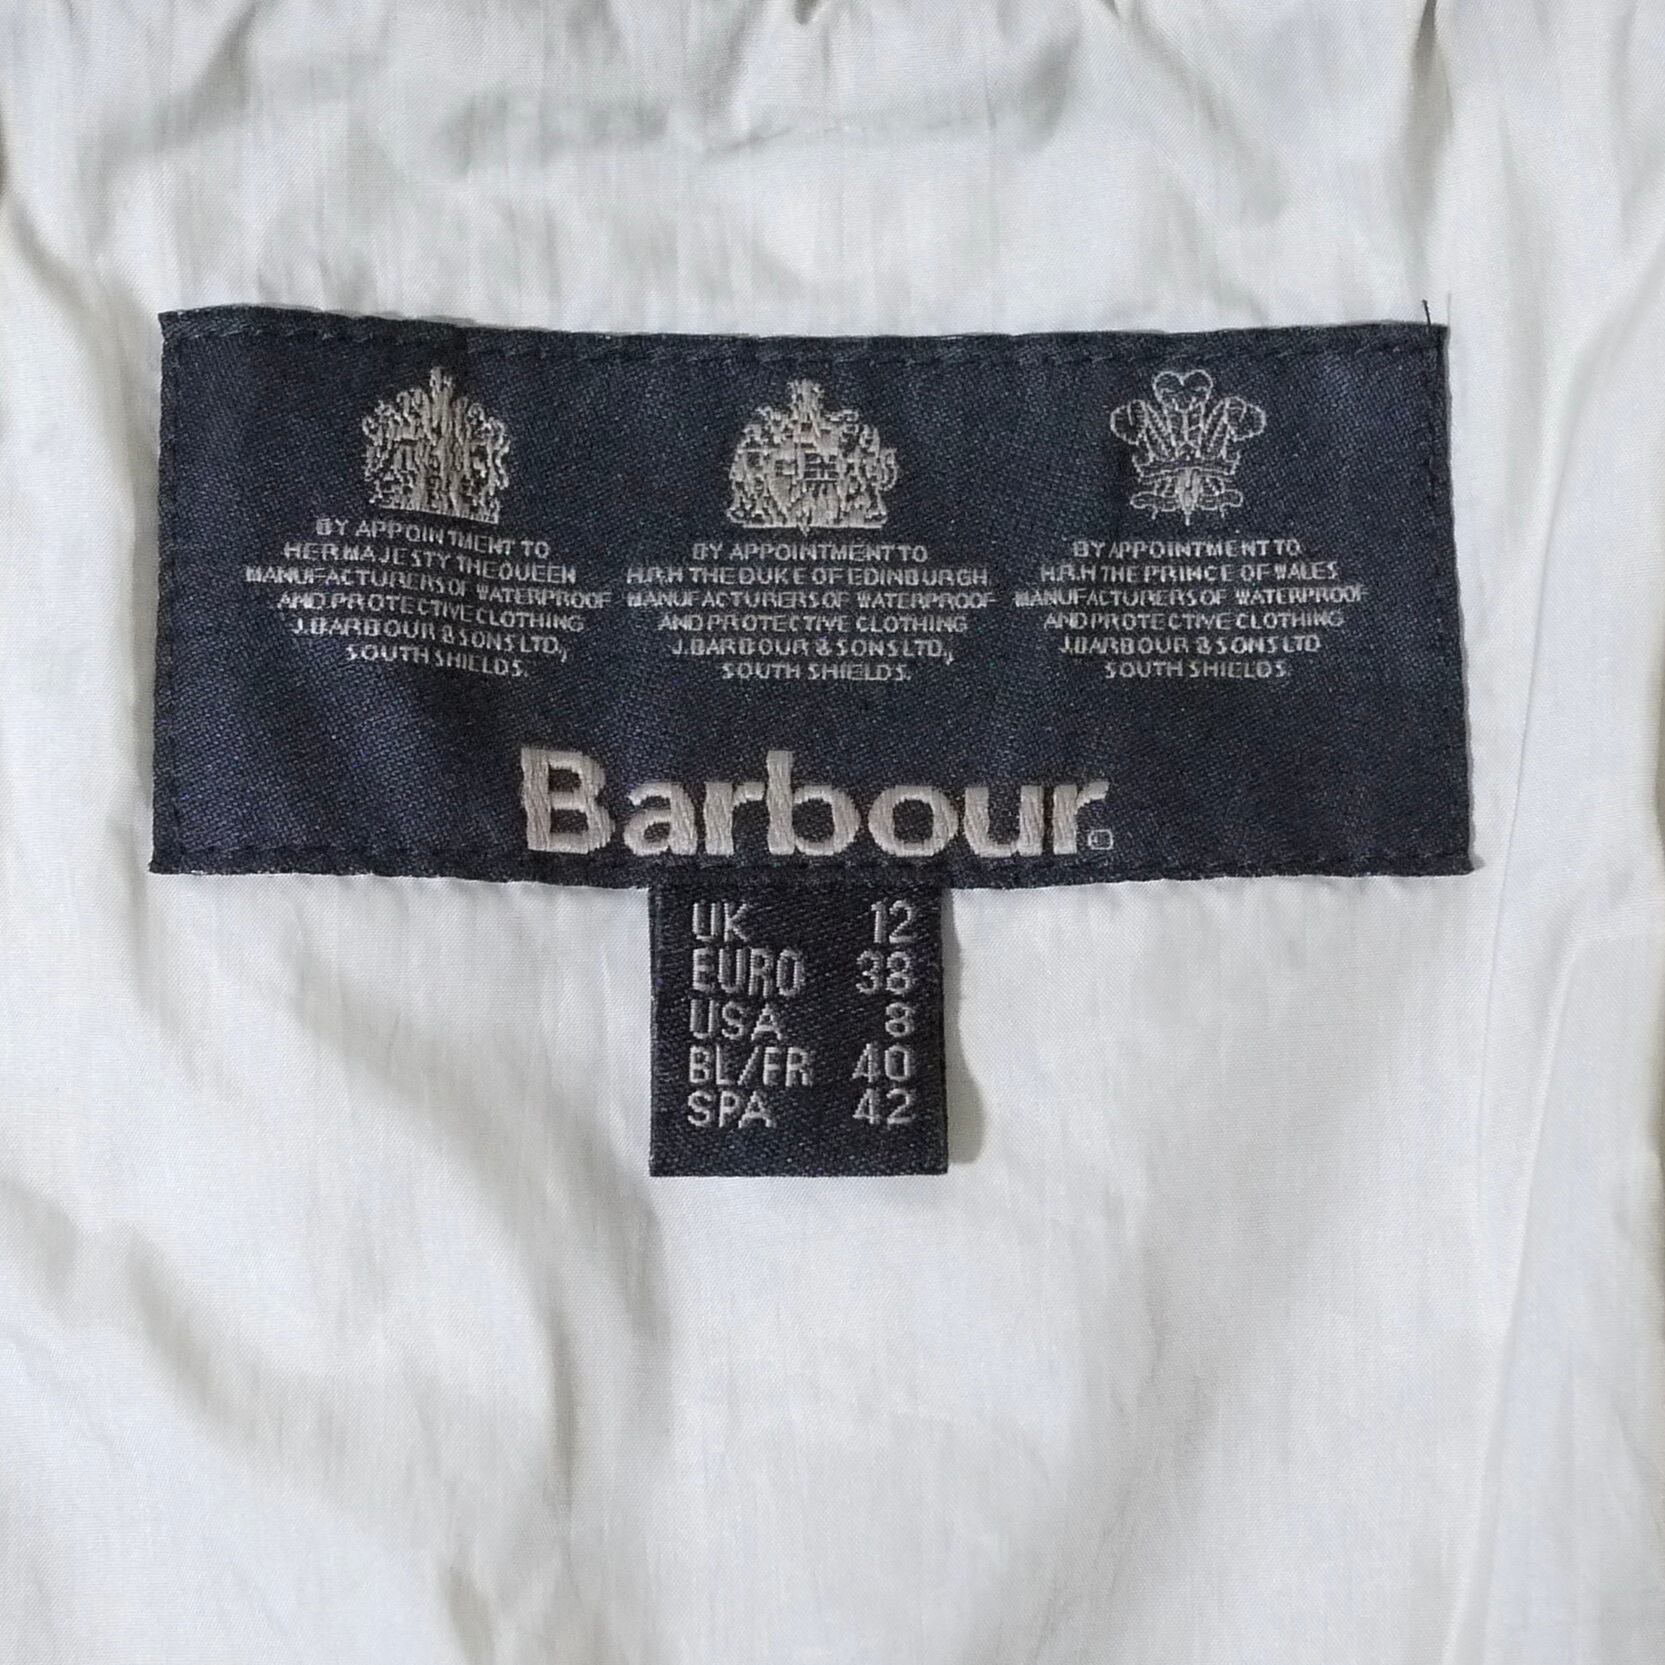 BY APPOINTMENT TO
HER MAJESTY THE QUEEN
MANUFACTURERS OF WATERPROOF
AND PROTECTIVE CLOTHING
J.BARBOUR & SONS LTD,
SOUTH SHIELDS.
BY APPOINTMENT TO
H.R.H THE DUKE OF EDINBURGH
MANUFACTURERS OF WATERPROOF
AND PROTECTIVE CLOTHING
J.BARBOUR & SONS LTD,
SOUTH SHIELDS.
BY APPOINTMENT TO
H.R.H THE PRINCE OF WALES
MANUFACTURERS OF WATERPROOF
AND PROTECTIVE CLOTHING
J.BARBOUR & SONS LTD
SOUTH SHIELDS.
Barbour
UK 12
EURO 38
USA 8
BL/FR 40
SPA 42